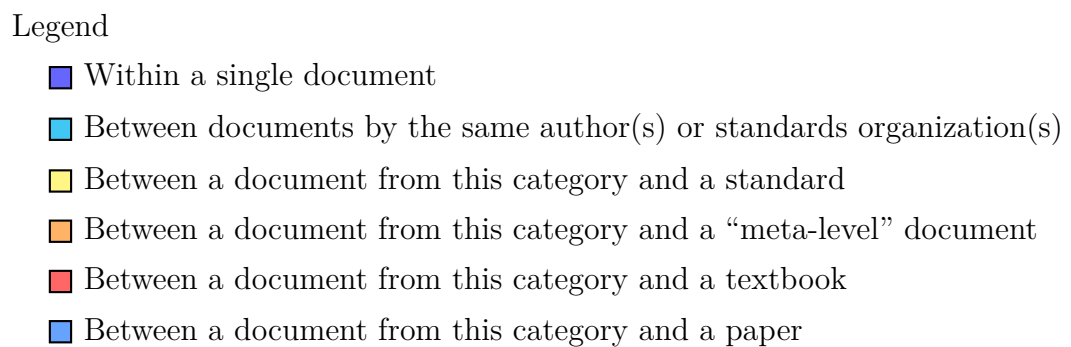 Legend
Within a single document
Between documents by the same author(s) or standards organization(s)
Between a document from this category and a standard
Between a document from this category and a “meta-level” document
Between a document from this category and a textbook
Between a document from this category and a paper